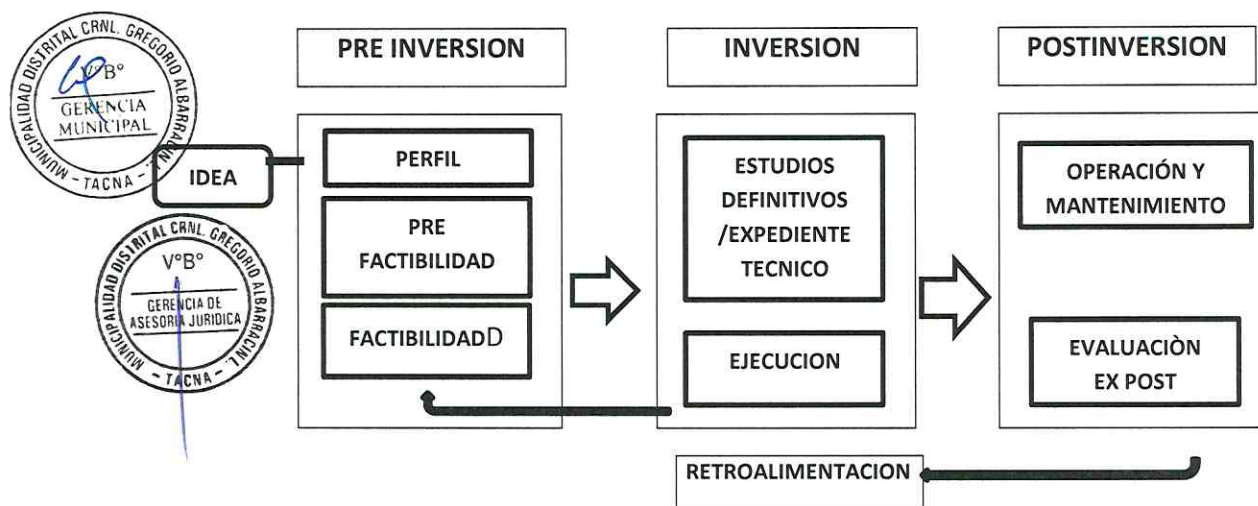 PRE INVERSION
INVERSION
POSTINVERSION
MUNICIPALIDAD DISTRITAL CRNL. GREGORIO ALBARRACIN L.
V°B°
GERENCIA
MUNICIPAL
- TACNA -
IDEA
PERFIL
PRE
FACTIBILIDAD
FACTIBILIDADD
ESTUDIOS
DEFINITIVOS
/EXPEDIENTE
TECNICO
EJECUCION
OPERACIÓN Y
MANTENIMIENTO
EVALUACIÒN
EX POST
MUNICIPALIDAD DISTRITAL CRNL. GREGORIO ALBARRACIN L.
V°B°
GERENCIA DE
ASESORIA JURIDICA
- TACNA -
RETROALIMENTACION